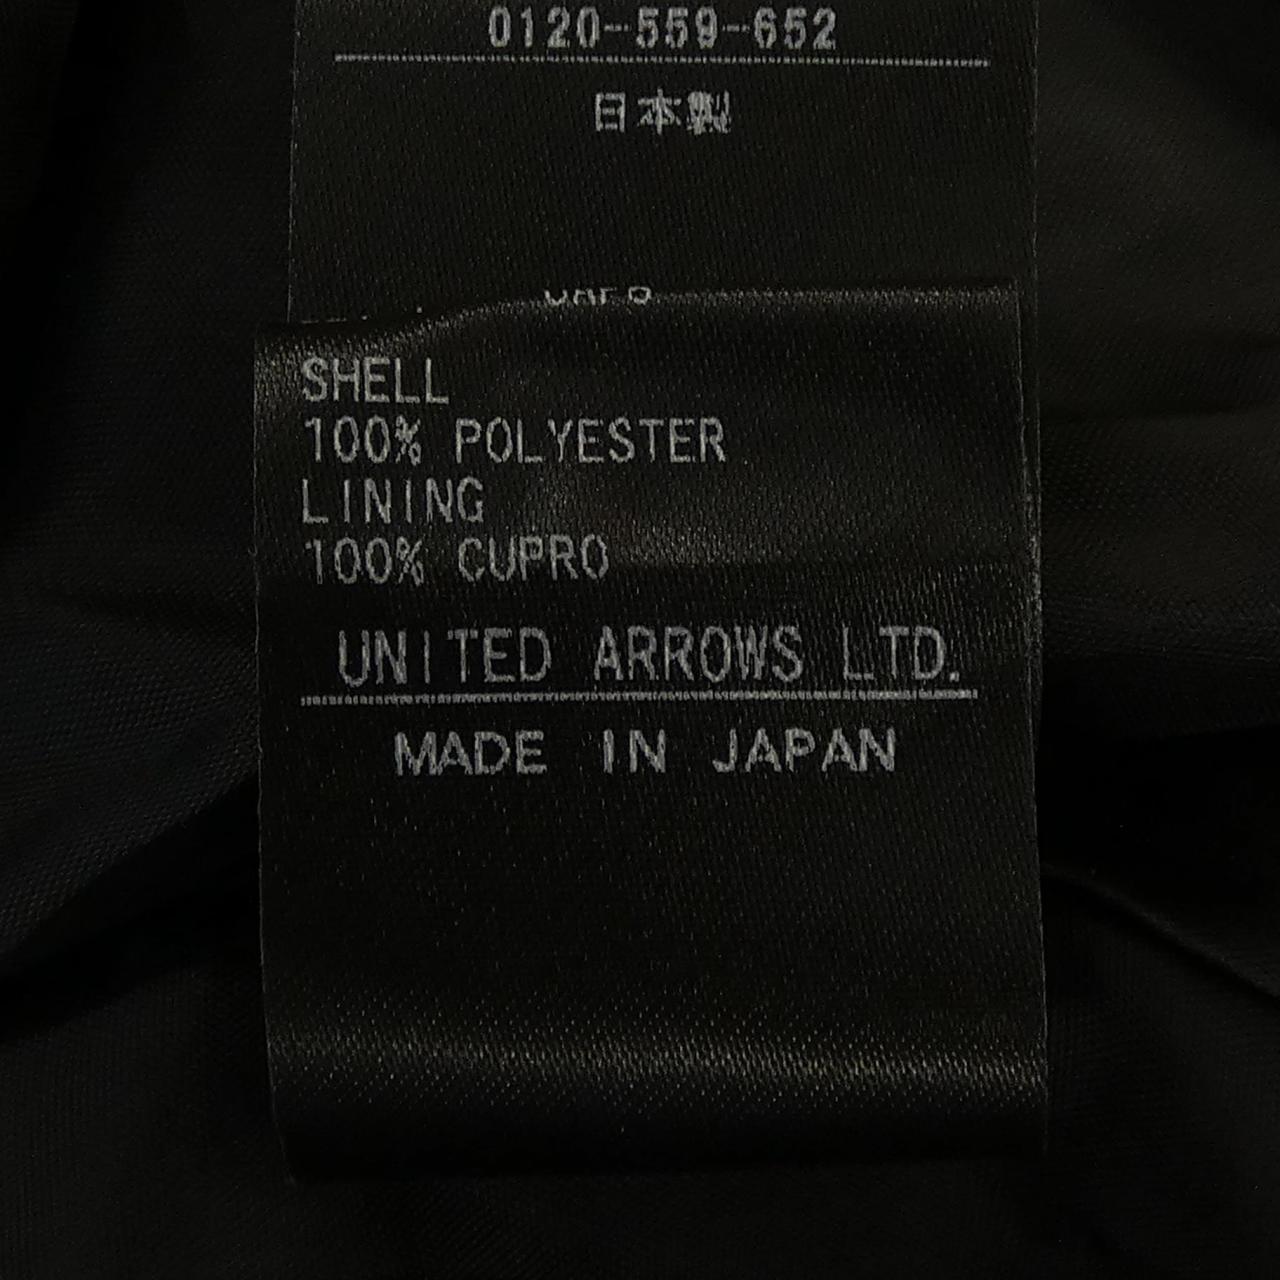 0120-559-652
日本製
SHELL
100% POLYESTER
LINING
100% CUPRO
UNITED ARROWS LTD.
MADE IN JAPAN